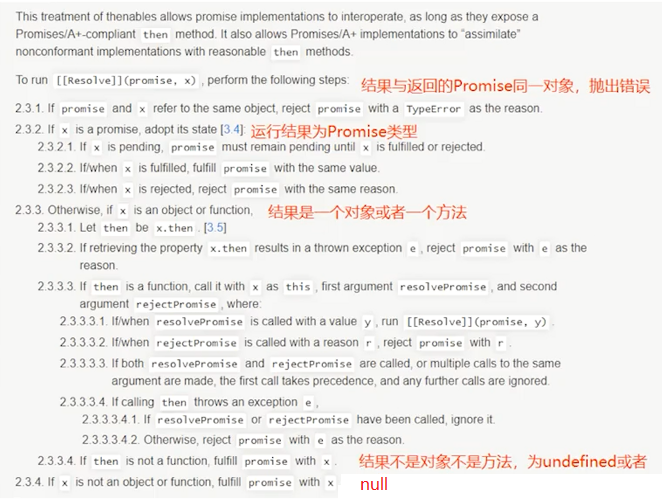 This treatment of thenables allows promise implementations to interoperate, as long as they expose a
Promises/A+-compliant then method. It also allows Promises/A+ implementations to “assimilate”
nonconformant implementations with reasonable then methods.
To run [[Resolve]](promise, x) , perform the following steps:
结果与返回的Promise同一对象，抛出错误
2.3.1. If promise and x refer to the same object, reject promise with a TypeError as the reason.
2.3.2. If x is a promise, adopt its state [3.4]: 运行结果为Promise类型
2.3.2.1. If x is pending, promise must remain pending until x is fulfilled or rejected.
2.3.2.2. If/when x is fulfilled, fulfill promise with the same value.
2.3.2.3. If/when x is rejected, reject promise with the same reason.
2.3.3. Otherwise, if x is an object or function, 结果是一个对象或者一个方法
2.3.3.1. Let then be x.then . [3.5]
2.3.3.2. If retrieving the property x.then results in a thrown exception e , reject promise with e as the
reason.
2.3.3.3. If then is a function, call it with x as this , first argument resolvePromise , and second
argument rejectPromise , where:
2.3.3.3.1. If/when resolvePromise is called with a value y , run [[Resolve]](promise, y) .
2.3.3.3.2. If/when rejectPromise is called with a reason r , reject promise with r .
2.3.3.3.3. If both resolvePromise and rejectPromise are called, or multiple calls to the same
argument are made, the first call takes precedence, and any further calls are ignored.
2.3.3.3.4. If calling then throws an exception e ,
2.3.3.3.4.1. If resolvePromise or rejectPromise have been called, ignore it.
2.3.3.3.4.2. Otherwise, reject promise with e as the reason.
2.3.3.4. If then is not a function, fulfill promise with x . 结果不是对象不是方法，为undefined或者
2.3.4. If x is not an object or function, fulfill promise with x null